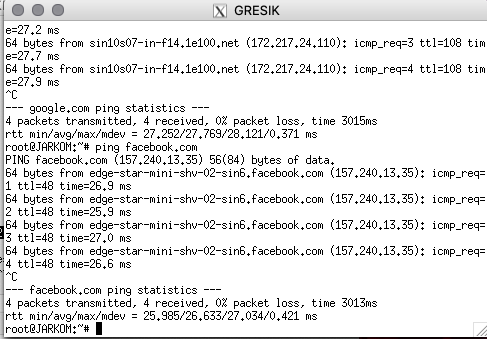 GRESIK
e=27.2 ms
64 bytes from sin10s07-in-f14.1e100.net (172.217.24.110): icmp_req=3 ttl=108 tim
e=27.7 ms
64 bytes from sin10s07-in-f14.1e100.net (172.217.24.110): icmp_req=4 ttl=108 tim
e=27.9 ms
^C
--- google.com ping statistics ---
4 packets transmitted, 4 received, 0% packet loss, time 3015ms
rtt min/avg/max/mdev = 27.252/27.769/28.121/0.371 ms
root@JARKOM:~# ping facebook.com
PING facebook.com (157.240.13.35) 56(84) bytes of data.
64 bytes from edge-star-mini-shv-02-sin6.facebook.com (157.240.13.35): icmp_req=
1 ttl=48 time=26.9 ms
64 bytes from edge-star-mini-shv-02-sin6.facebook.com (157.240.13.35): icmp_req=
2 ttl=48 time=25.9 ms
64 bytes from edge-star-mini-shv-02-sin6.facebook.com (157.240.13.35): icmp_req=
3 ttl=48 time=27.0 ms
64 bytes from edge-star-mini-shv-02-sin6.facebook.com (157.240.13.35): icmp_req=
4 ttl=48 time=26.6 ms
^C
--- facebook.com ping statistics ---
4 packets transmitted, 4 received, 0% packet loss, time 3013ms
rtt min/avg/max/mdev = 25.985/26.633/27.034/0.421 ms
root@JARKOM:~#